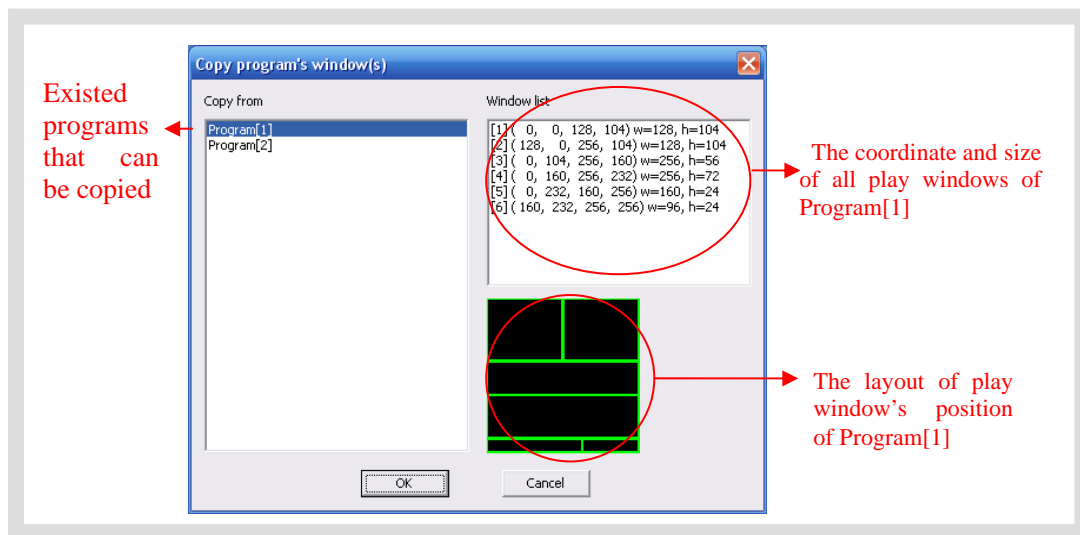 Copy program's window(s)
Existed
programs
that can
be copied
Copy from
Program[1]
Program[2]
Window list
[1] ( 0, 0, 128, 104) w=128, h=104
[2] ( 128, 0, 256, 104) w=128, h=104
[3] ( 0, 104, 256, 160) w=256, h=56
[4] ( 0, 160, 256, 232) w=256, h=72
[5] ( 0, 232, 160, 256) w=160, h=24
[6] ( 160, 232, 256, 256) w=96, h=24
The coordinate and size
of all play windows of
Program[1]
The layout of play
window’s position
of Program[1]
OK
Cancel